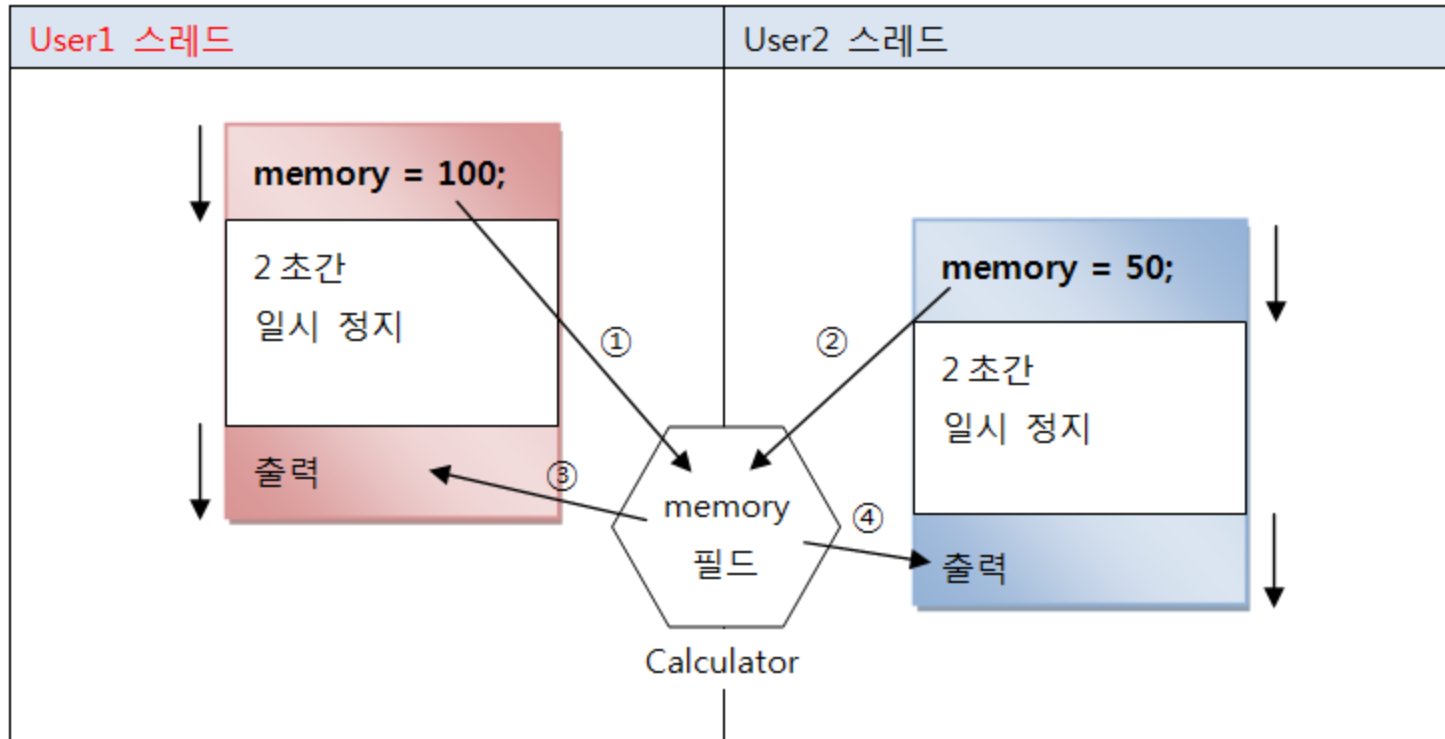 User1 스레드
User2 스레드
memory = 100;
2 초간
일시 정지
출력
①
②
③
④
memory = 50;
2 초간
일시 정지
출력
memory
필드
Calculator